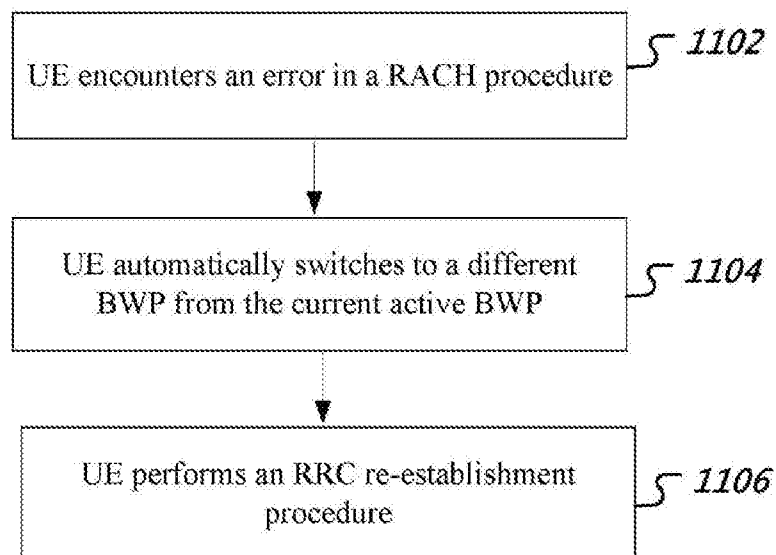 UE encounters an error in a RACH procedure
1102
UE automatically switches to a different
BWP from the current active BWP
1104
UE performs an RRC re-establishment
procedure
1106